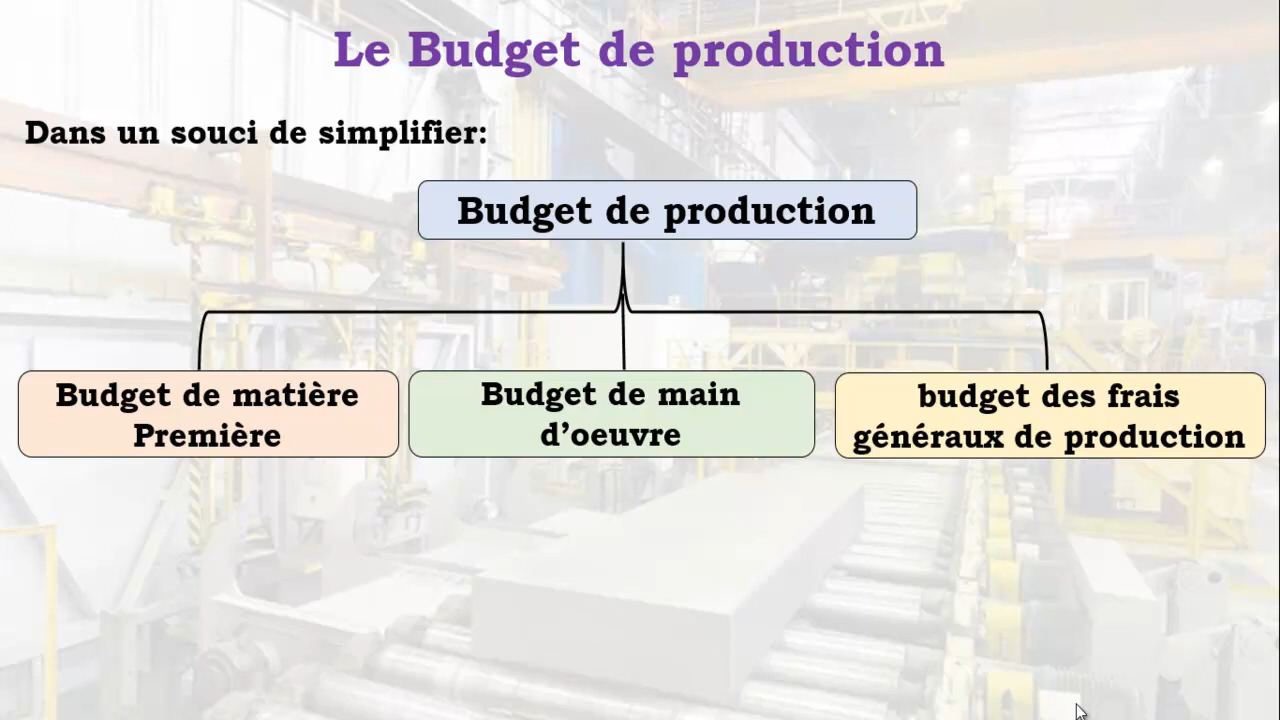 Le Budget de production
Dans un souci de simplifier:
Budget de production
Budget de matière
Première
Budget de main
d’oeuvre
budget des frais
généraux de production